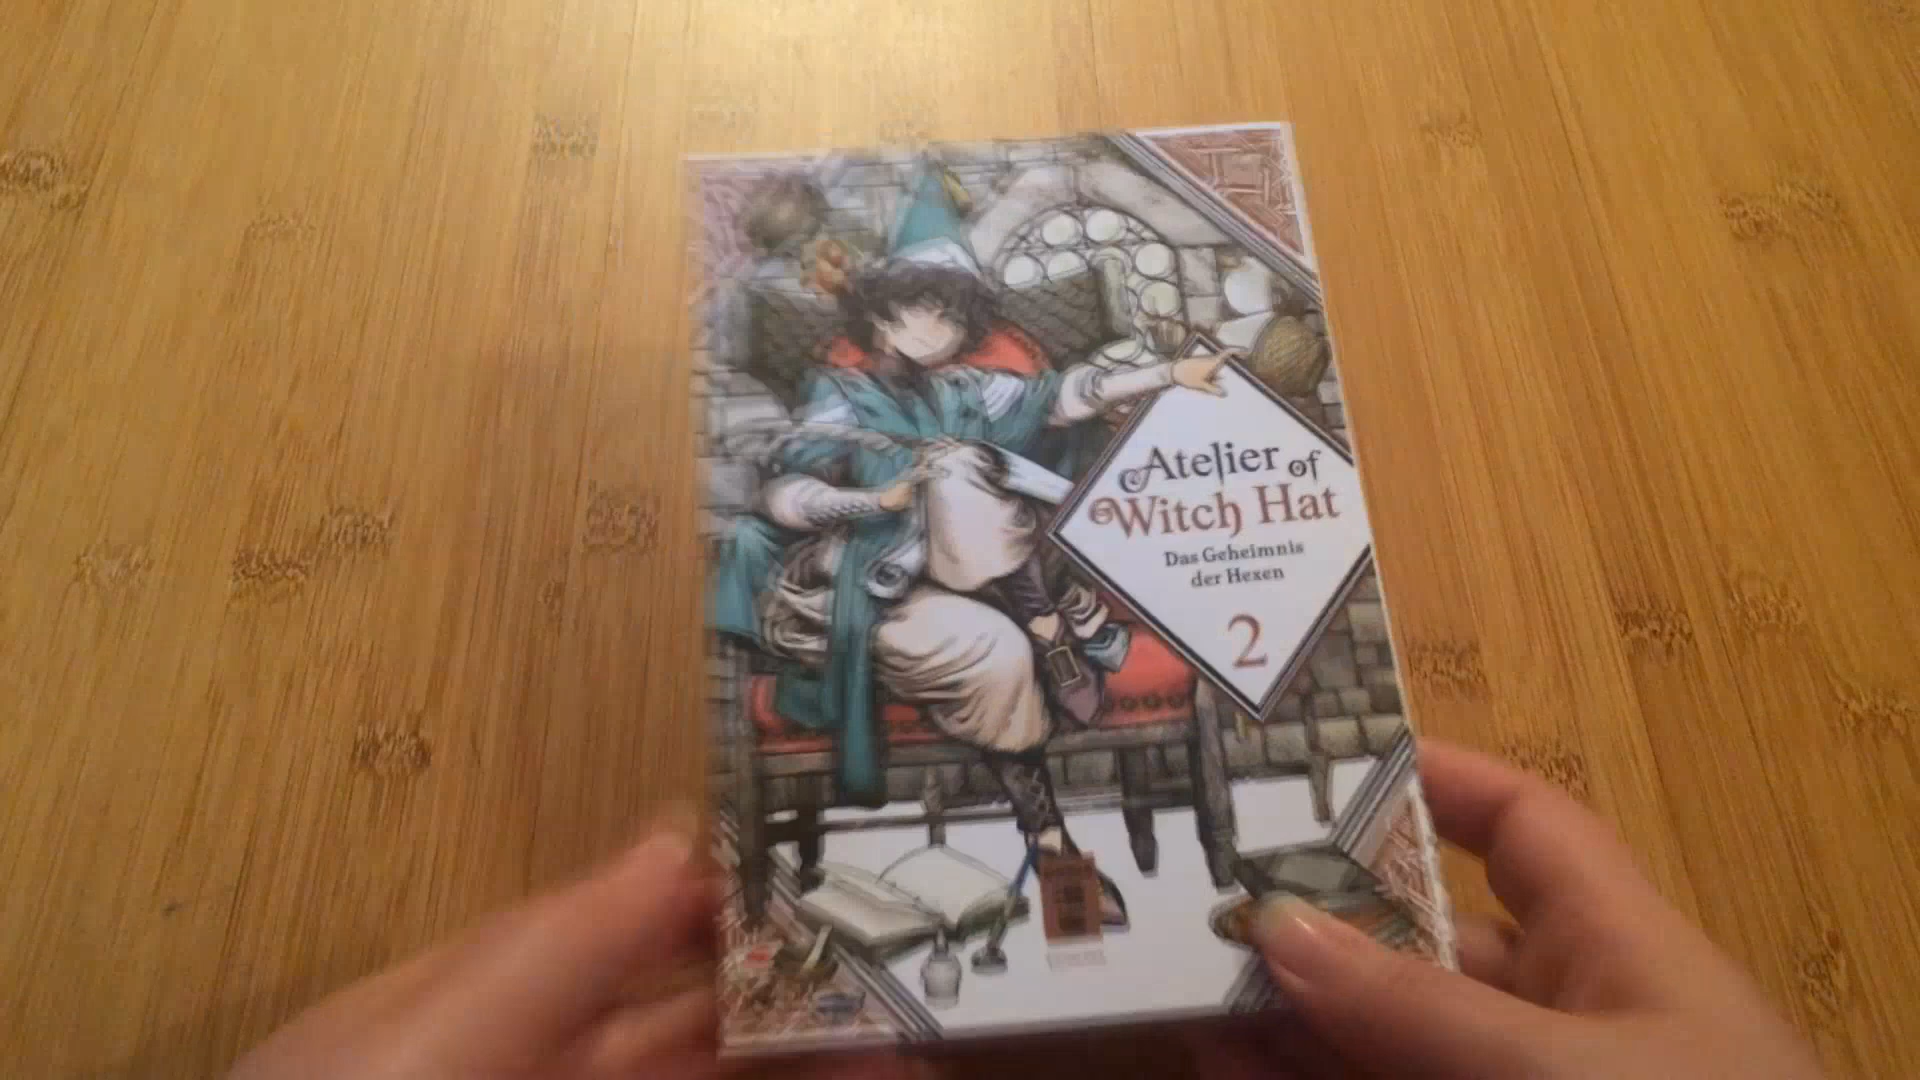 Atelier of
Witch Hat
Das Geheimnis
der Hexen
2